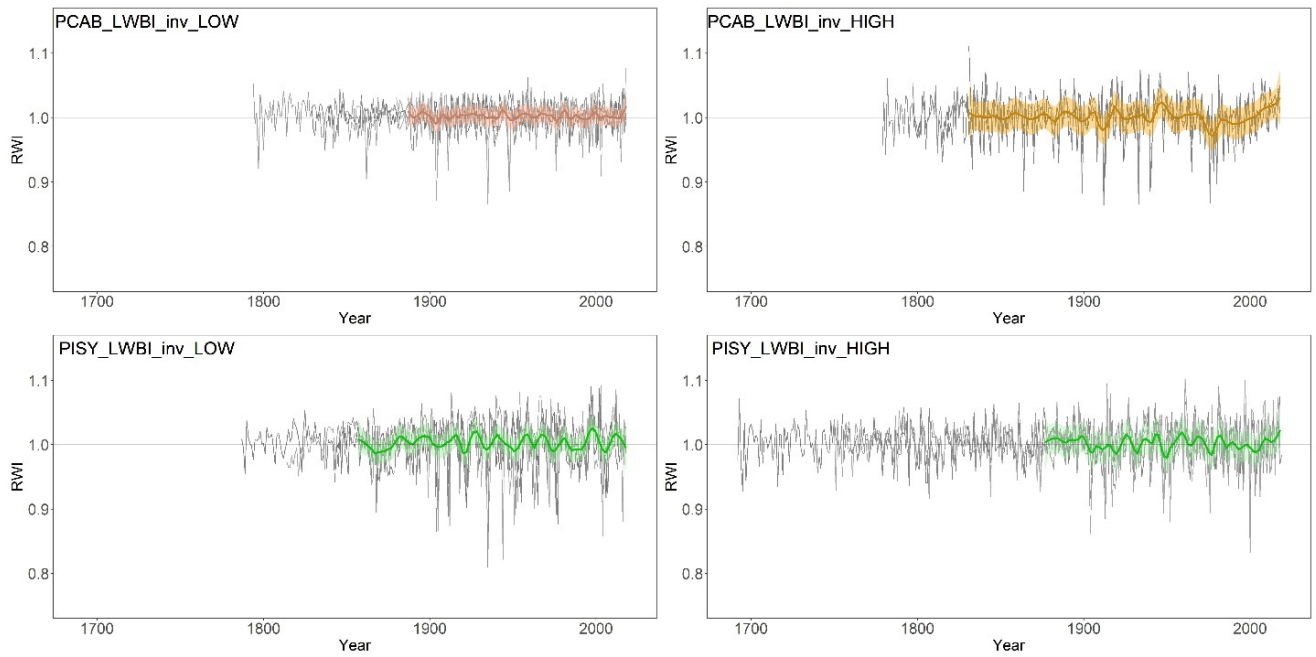 PCAB_LWBI_inv_LOW
1.1
1.0
0.9
0.8
RWI
1700 1800 1900 2000
Year
PCAB_LWBI_inv_HIGH
1.1
1.0
0.9
0.8
RWI
1700 1800 1900 2000
Year
PISY_LWBI_inv_LOW
1.1
1.0
0.9
0.8
RWI
1700 1800 1900 2000
Year
PISY_LWBI_inv_HIGH
1.1
1.0
0.9
0.8
RWI
1700 1800 1900 2000
Year